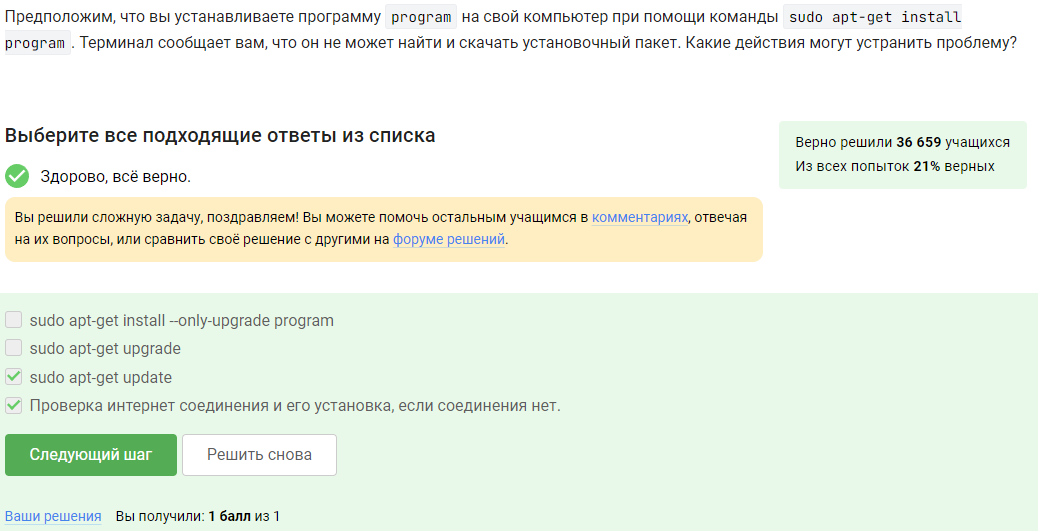 Предположим, что вы устанавливаете программу program на свой компьютер при помощи команды sudo apt-get install
program. Терминал сообщает вам, что он не может найти и скачать установочный пакет. Какие действия могут устранить проблему?
Выберите все подходящие ответы из списка
Верно решили 36 659 учащихся
Из всех попыток 21% верных
Здорово, всё верно.
Вы решили сложную задачу, поздравляем! Вы можете помочь остальным учащимся в комментариях, отвечая
на их вопросы, или сравнить своё решение с другими на форуме решений.
sudo apt-get install --only-upgrade program
sudo apt-get upgrade
sudo apt-get update
Проверка интернет соединения и его установка, если соединения нет.
Следующий шаг
Решить снова
Ваши решения Вы получили: 1 балл из 1